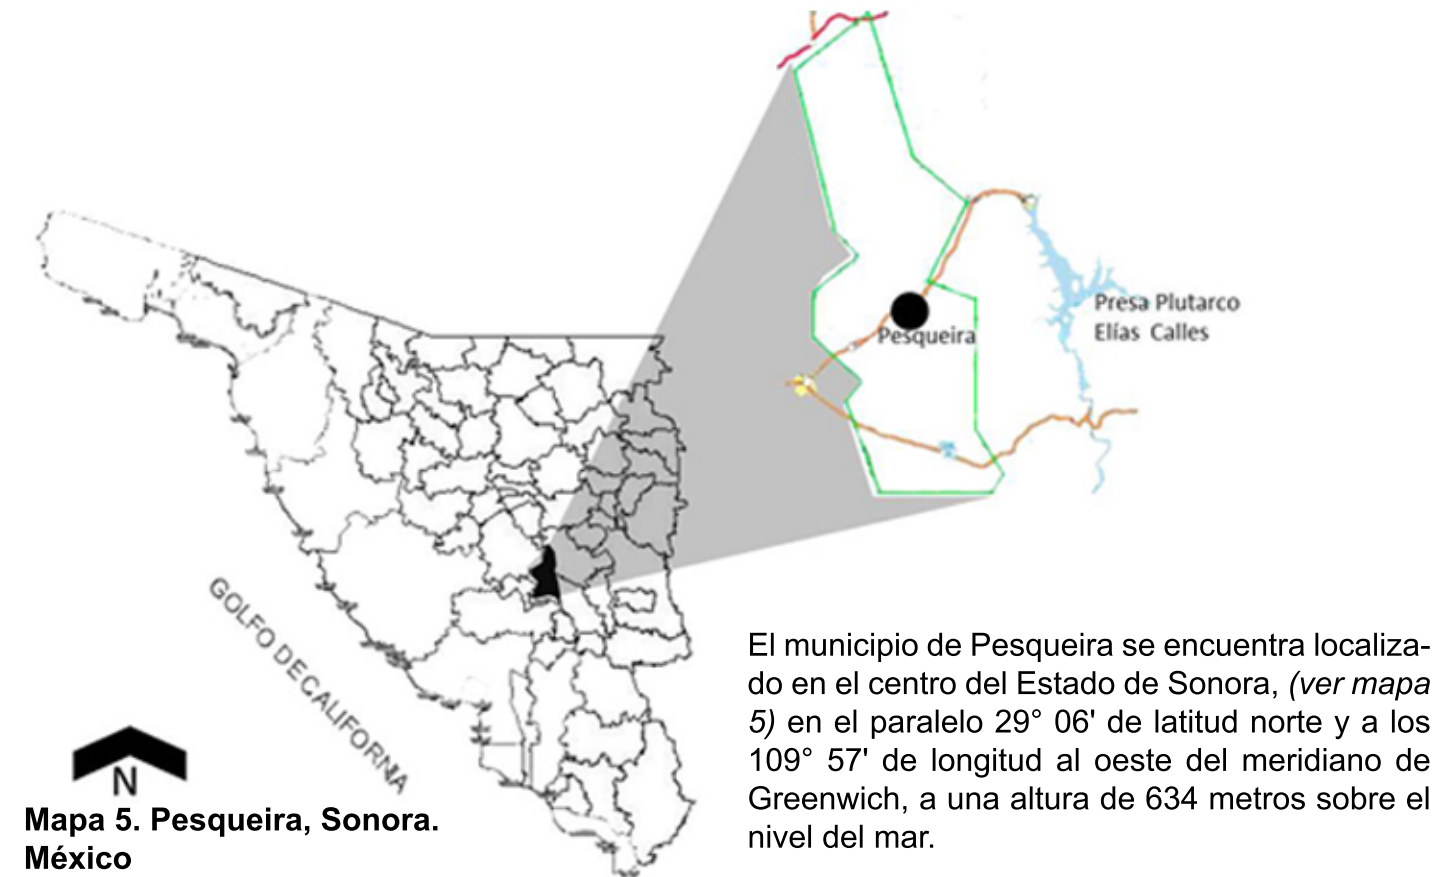 Presa Plutarco
Elías Calles
Pesqueira
GOLFO DE CALIFORNIA
N
Mapa 5. Pesqueira, Sonora.
México
El municipio de Pesqueira se encuentra localiza-
do en el centro del Estado de Sonora, (ver mapa
5) en el paralelo 29° 06' de latitud norte y a los
109° 57' de longitud al oeste del meridiano de
Greenwich, a una altura de 634 metros sobre el
nivel del mar.